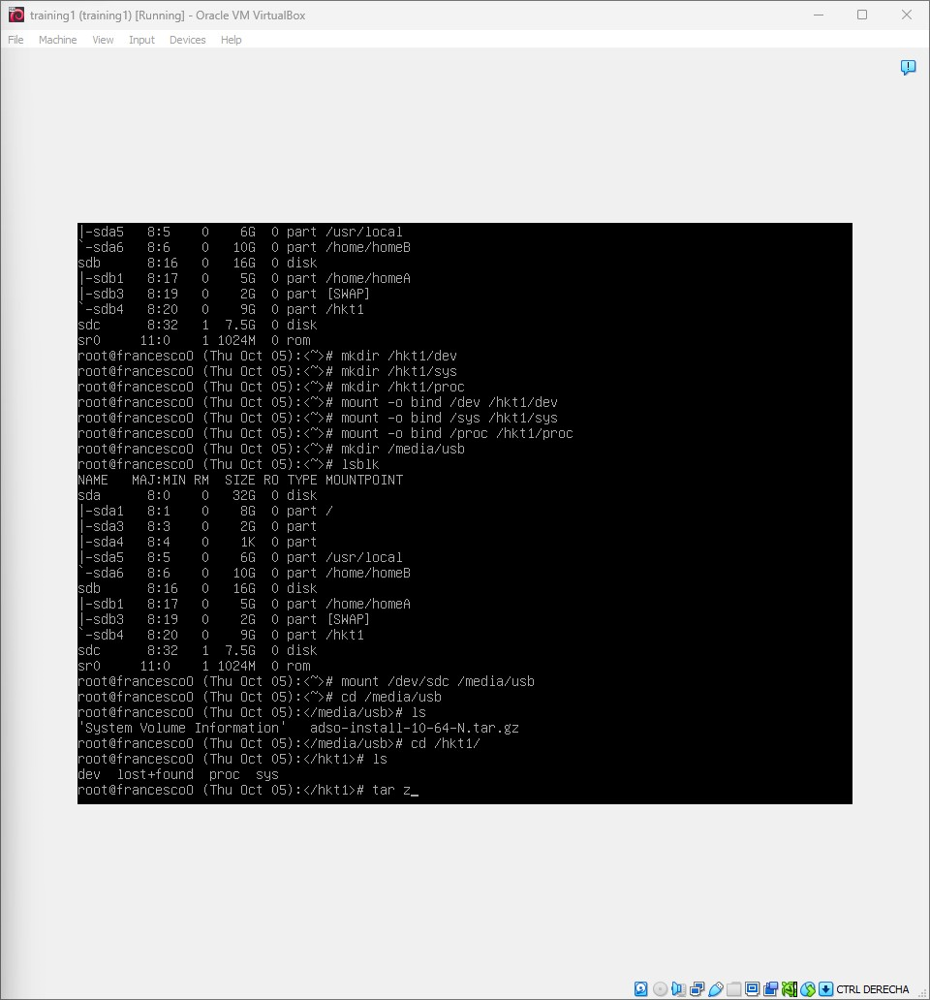 training1 (training1) [Running] - Oracle VM VirtualBox
File Machine View Input Devices Help
|-sda5 8:5 0 6G 0 part /usr/local
`-sda6 8:6 0 10G 0 part /home/homeB
sdb 8:16 0 16G 0 disk
|-sdb1 8:17 0 5G 0 part /home/homeA
|-sdb3 8:19 0 2G 0 part [SWAP]
`-sdb4 8:20 0 9G 0 part /hkt1
sdc 8:32 1 7.5G 0 disk
sr0 11:0 1 1024M 0 rom
root@francesco0 (Thu Oct 05):<~># mkdir /hkt1/dev
root@francesco0 (Thu Oct 05):<~># mkdir /hkt1/sys
root@francesco0 (Thu Oct 05):<~># mkdir /hkt1/proc
root@francesco0 (Thu Oct 05):<~># mount -o bind /dev /hkt1/dev
root@francesco0 (Thu Oct 05):<~># mount -o bind /sys /hkt1/sys
root@francesco0 (Thu Oct 05):<~># mount -o bind /proc /hkt1/proc
root@francesco0 (Thu Oct 05):<~># mkdir /media/usb
root@francesco0 (Thu Oct 05):<~># lsblk
NAME MAJ:MIN RM SIZE RO TYPE MOUNTPOINT
sda 8:0 0 32G 0 disk
|-sda1 8:1 0 8G 0 part /
|-sda3 8:3 0 2G 0 part
|-sda4 8:4 0 1K 0 part
|-sda5 8:5 0 6G 0 part /usr/local
`-sda6 8:6 0 10G 0 part /home/homeB
sdb 8:16 0 16G 0 disk
|-sdb1 8:17 0 5G 0 part /home/homeA
|-sdb3 8:19 0 2G 0 part [SWAP]
`-sdb4 8:20 0 9G 0 part /hkt1
sdc 8:32 1 7.5G 0 disk
sr0 11:0 1 1024M 0 rom
root@francesco0 (Thu Oct 05):<~># mount /dev/sdc /media/usb
root@francesco0 (Thu Oct 05):<~># cd /media/usb
root@francesco0 (Thu Oct 05):</media/usb># ls
'System Volume Information' adso-install-10-64-N.tar.gz
root@francesco0 (Thu Oct 05):</media/usb># cd /hkt1/
root@francesco0 (Thu Oct 05):</hkt1># ls
dev lost+found proc sys
root@francesco0 (Thu Oct 05):</hkt1># tar z_
CTRL DERECHA